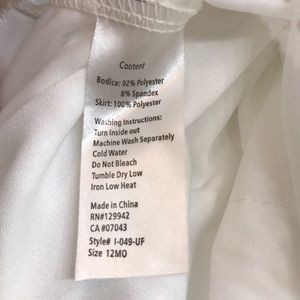 Content
Bodice: 92% Polyester
8% Spandex
Skirt: 100% Polyester
Washing Instructions:
Turn Inside out
Machine Wash Separately
Cold Water
Do Not Bleach
Tumble Dry Low
Iron Low Heat
Made in China
RN#129942
CA #07043
Style# I-049-UF
Size 12MO